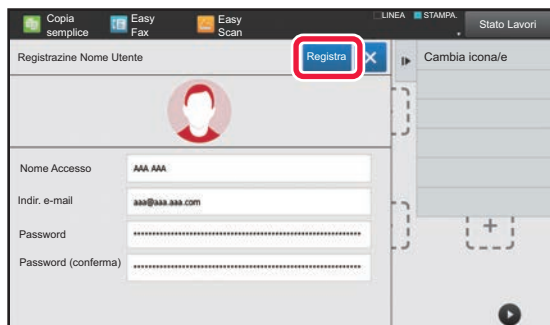 Copia semplice
Easy Fax
Easy Scan
LINEA
STAMPA.
Stato Lavori
Registrazine Nome Utente
Registra
Cambia icona/e
Nome Accesso
AAA AAA
Indir. e-mail
aaa@aaa.aaa.com
Password
Password (conferma)